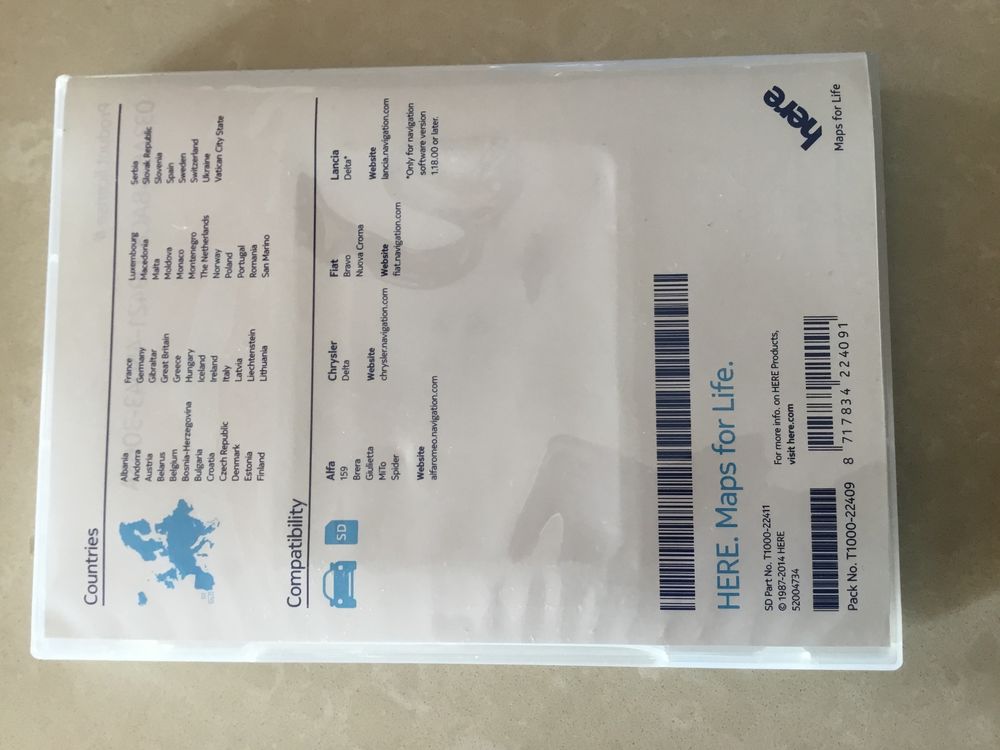 Countries
Albania
Andorra
Austria
Belarus
Belgium
Bosnia-Herzegovina
Bulgaria
Croatia
Czech Republic
Denmark
Estonia
Finland
France
Germany
Gibraltar
Great Britain
Greece
Hungary
Iceland
Ireland
Italy
Latvia
Liechtenstein
Lithuania
Luxembourg
Macedonia
Malta
Moldova
Monaco
Montenegro
The Netherlands
Norway
Poland
Portugal
Romania
San Marino
Serbia
Slovak Republic
Slovenia
Spain
Sweden
Switzerland
Ukraine
Vatican City State
Compatibility
SD
Alfa
159
Brera
Giulietta
MiTo
Spider
Website
alfaromeo.navigation.com
Chrysler
Delta
Website
chrysler.navigation.com
Fiat
Bravo
Nuova Croma
Website
fiat.navigation.com
Lancia
Delta*
Website
lancia.navigation.com
*Only for navigation
software version
1.18.00 or later.
HERE. Maps for Life.
SD Part No. T1000-22411
© 1987-2014 HERE
52004734
For more info. on HERE Products,
visit here.com
Pack No. T1000-22409
8 717834 224091
here
Maps for Life